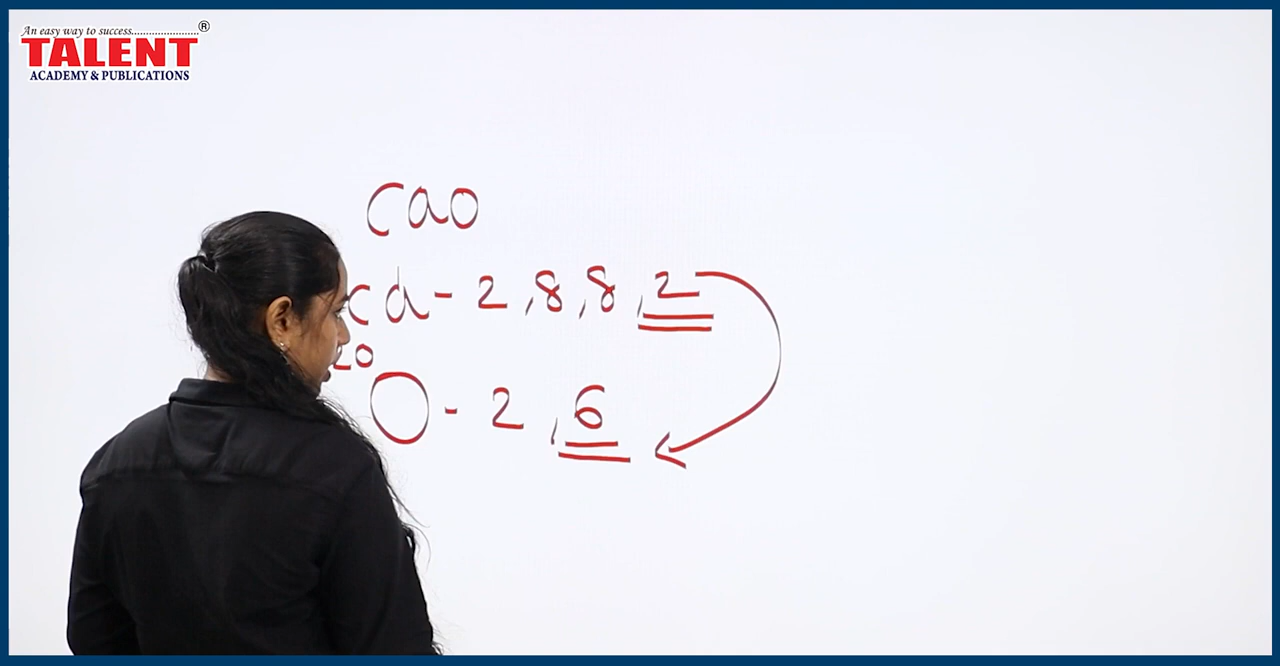 An easy way to success........................®
TALENT
ACADEMY & PUBLICATIONS
cao
ca - 2,8,8,2
20
O - 2,6